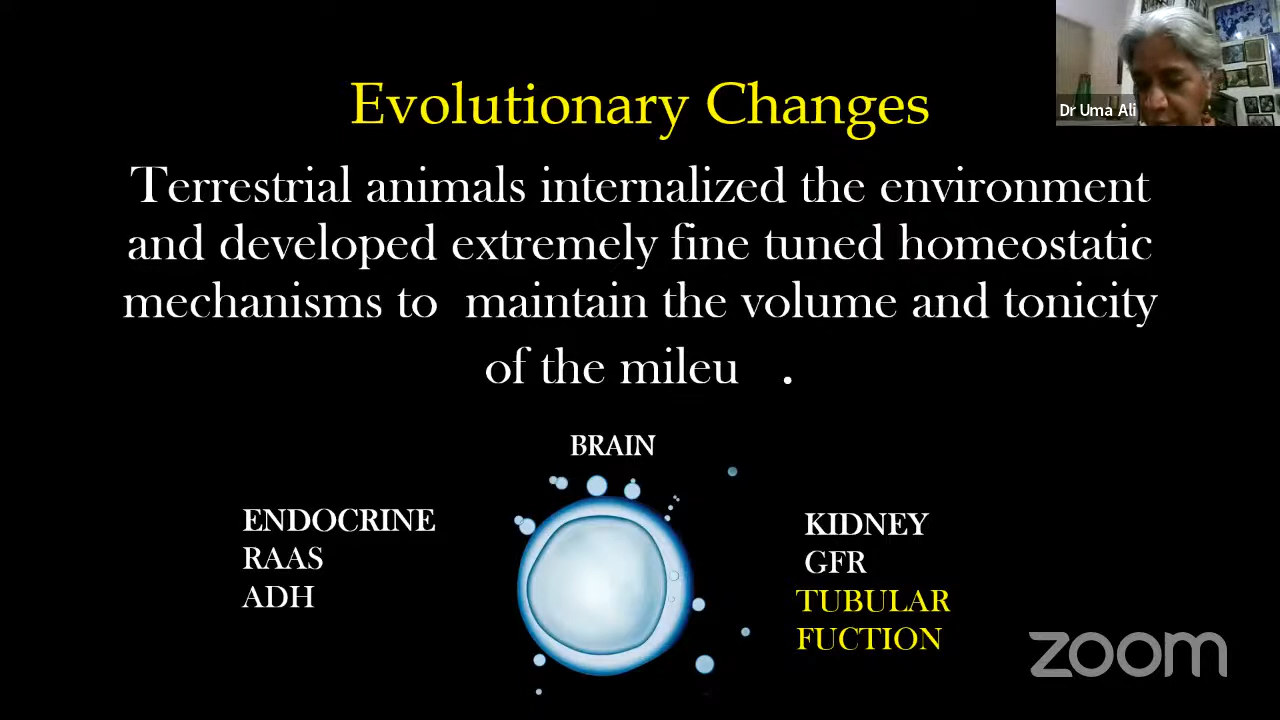 Evolutionary Changes
Dr Uma Ali
Terrestrial animals internalized the environment
and developed extremely fine tuned homeostatic
mechanisms to maintain the volume and tonicity
of the mileu .
BRAIN
ENDOCRINE
RAAS
ADH
KIDNEY
GFR
TUBULAR
FUCTION
zoom